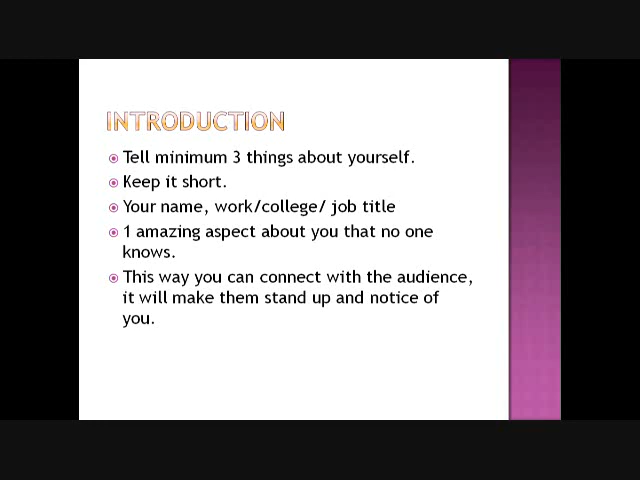 INTRODUCTION
Tell minimum 3 things about yourself.
Keep it short.
Your name, work/college/ job title
1 amazing aspect about you that no one
knows.
This way you can connect with the audience,
it will make them stand up and notice of
you.